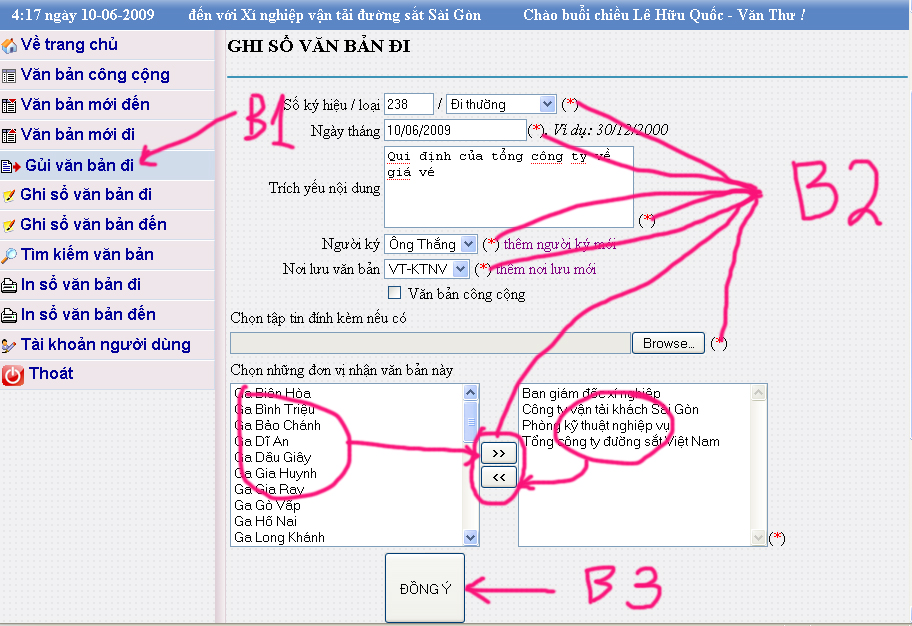 4:17 ngày 10-06-2009 đến với Xí nghiệp vận tải đường sắt Sài Gòn Chào buổi chiều Lê Hữu Quốc - Văn Thư !
Về trang chủ
Văn bản công cộng
Văn bản mới đến
Văn bản mới đi
Gủi văn bản đi
Ghi sổ văn bản đi
Ghi sổ văn bản đến
Tìm kiếm văn bản
In sổ văn bản đi
In sổ văn bản đến
Tài khoản người dùng
Thoát
B1
GHI SỔ VĂN BẢN ĐI
Số ký hiệu / loại 238 / Đi thường (*)
Ngày tháng 10/06/2009 (*), Ví dụ: 30/12/2000
Trích yếu nội dung Qui định của tổng công ty về
giá vé
(*)
Người ký Ông Thắng (*) thêm người ký mới
Nơi lưu văn bản VT-KTNV (*) thêm nơi lưu mới
Văn bản công cộng
Chọn tập tin đính kèm nếu có
Browse... (*)
B2
Chọn những đơn vị nhận văn bản này
Ga Biên Hòa
Ga Bình Triệu
Ga Bảo Chánh
Ga Dĩ An
Ga Dầu Giây
Ga Gia Huynh
Ga Gia Ray
Ga Gò Vấp
Ga Hố Nai
Ga Long Khánh
>>
<<
Ban giám đốc xí nghiệp
Công ty vận tải khách Sài Gòn
Phòng kỹ thuật nghiệp vụ
Tổng công ty đường sắt Việt Nam
(*)
ĐỒNG Ý
B3